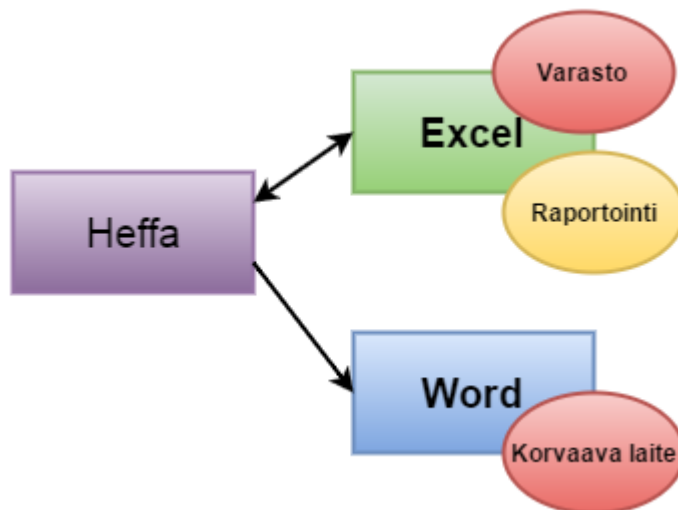 Varasto
Excel
Raportointi
Heffa
Word
Korvaava laite